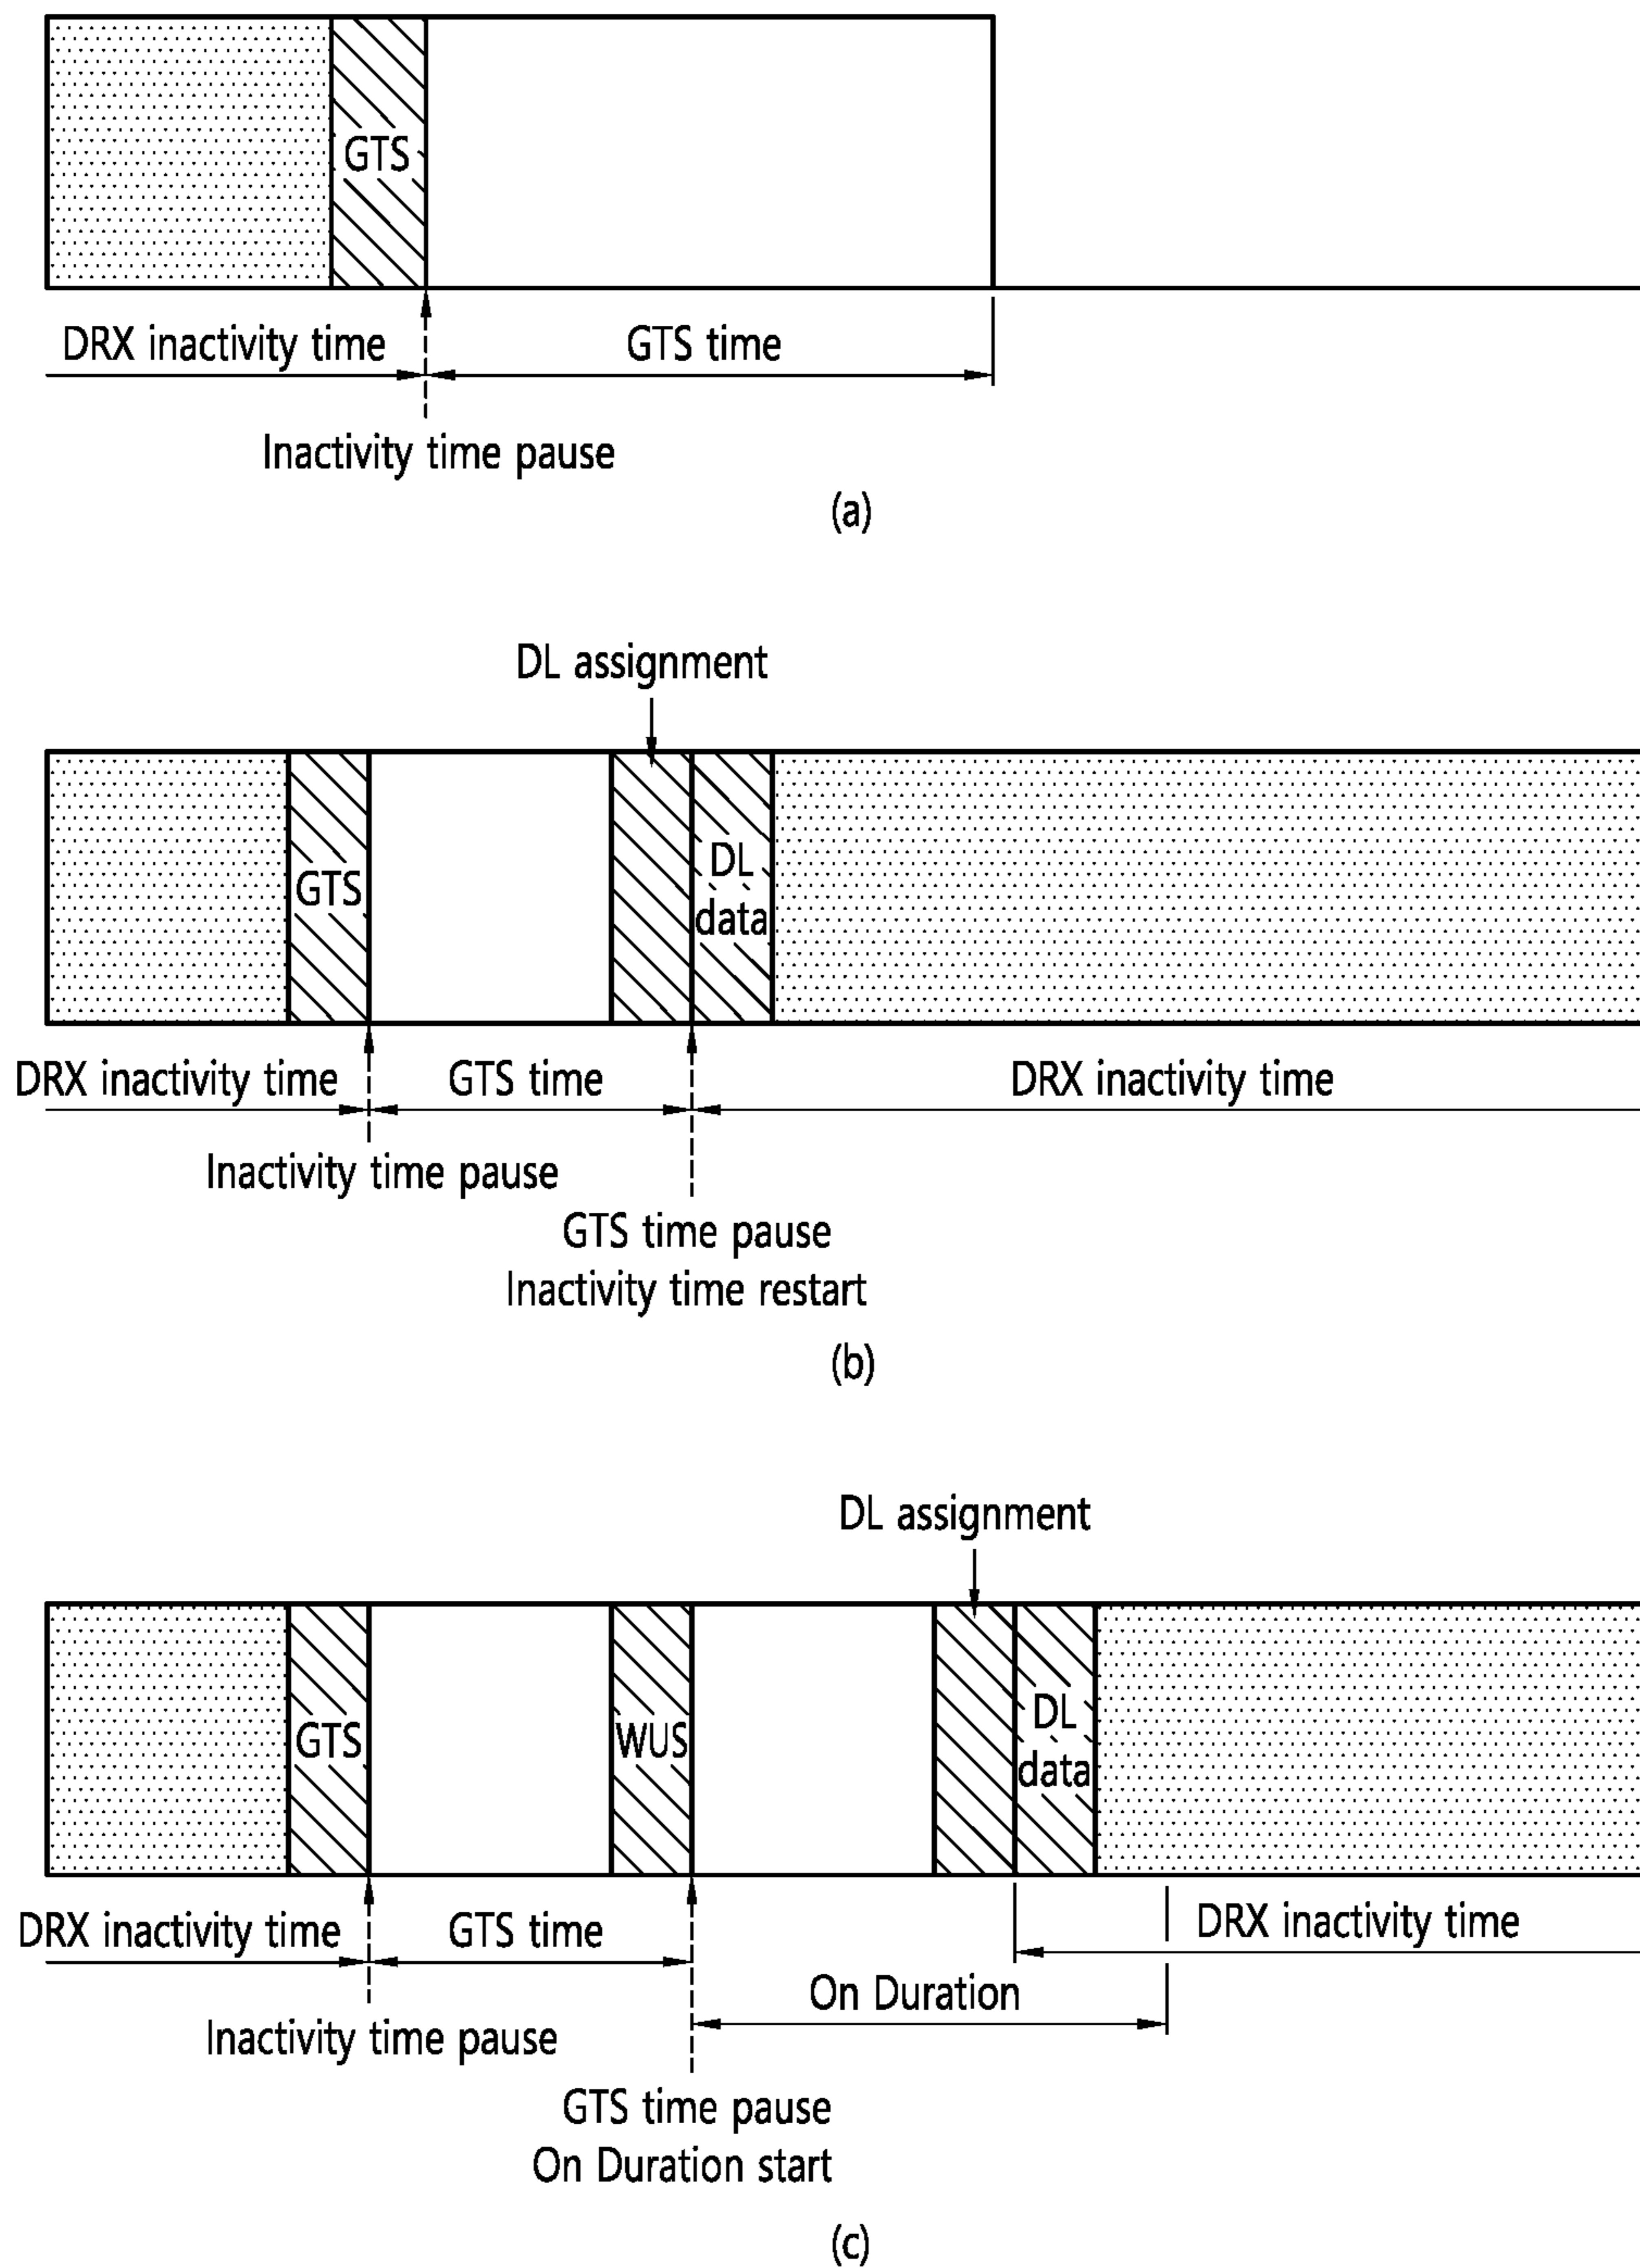 GTS
DRX inactivity time
GTS time
Inactivity time pause
(a)
DL assignment
GTS
DL
data
DRX inactivity time
GTS time
DRX inactivity time
Inactivity time pause
GTS time pause
Inactivity time restart
(b)
DL assignment
GTS
WUS
DL
data
DRX inactivity time
GTS time
DRX inactivity time
On Duration
Inactivity time pause
GTS time pause
On Duration start
(c)